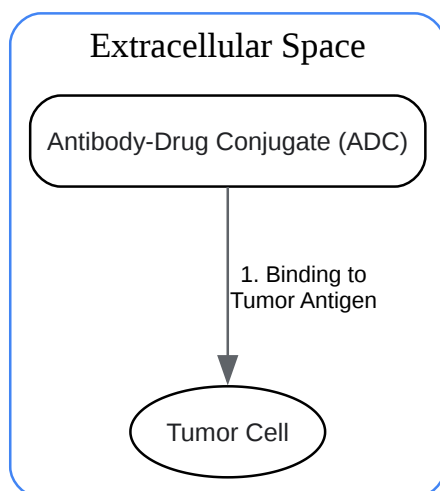 Extracellular Space
Antibody-Drug Conjugate (ADC)
1. Binding to
Tumor Antigen
Tumor Cell